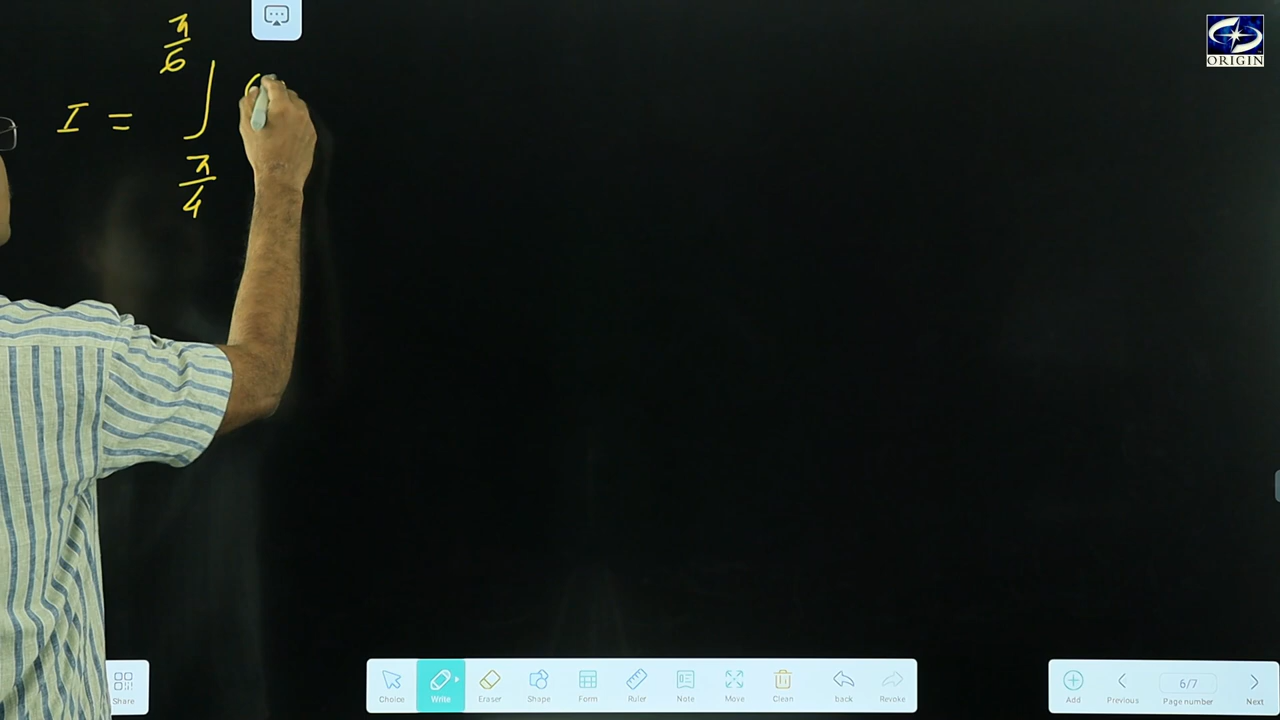 π/6
I = ∫
π/4
ORIGIN
Share
Choice Write Eraser Shape Form Ruler Note Move Clean back Revoke
Add Previous 6/7 Page number Next